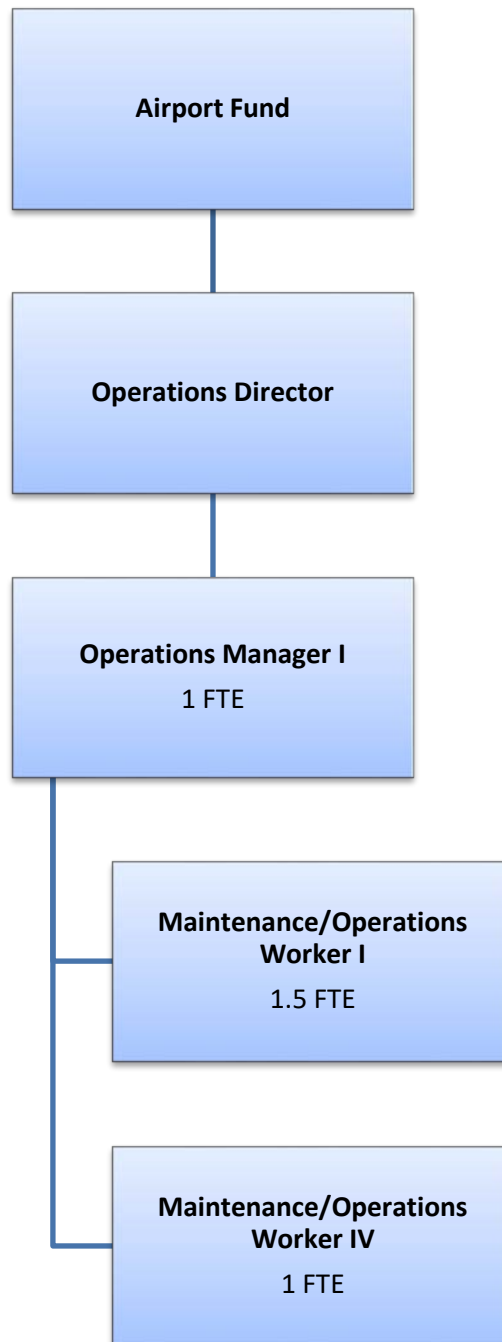 Airport Fund
Operations Director
Operations Manager I
1 FTE
Maintenance/Operations
Worker I
1.5 FTE
Maintenance/Operations
Worker IV
1 FTE